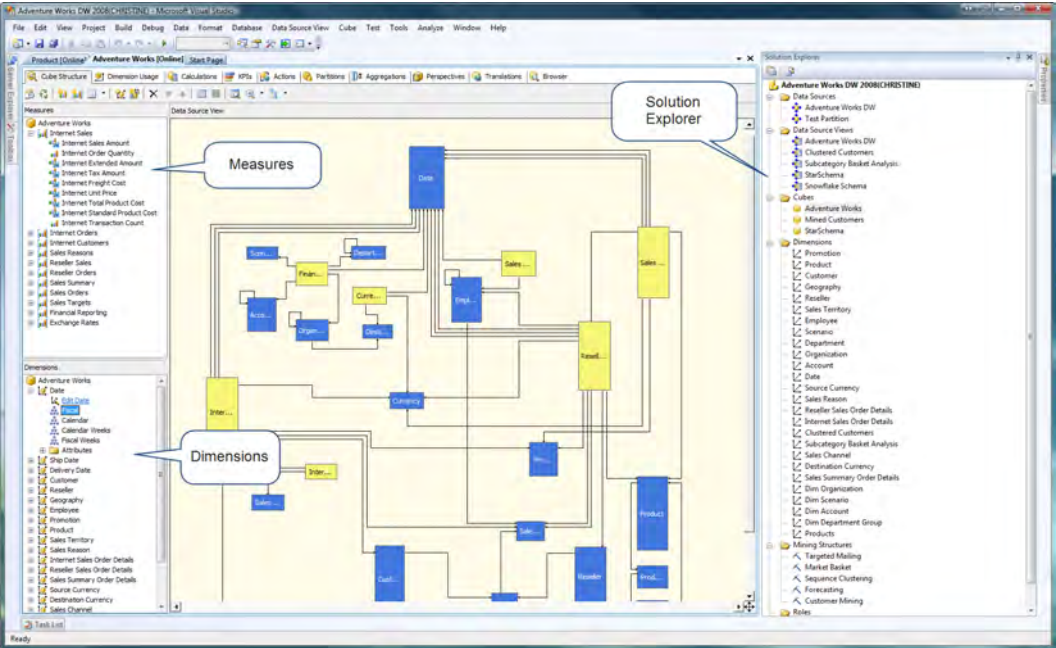 Adventure Works DW 2008(CHRISTINE) - Microsoft Visual Studio
File Edit View Project Build Debug Data Format Database Data Source View Cube Test Tools Analyze Window Help
Product [Online] Adventure Works [Online] Start Page
Cube Structure Dimension Usage Calculations KPIs Actions Partitions Aggregations Perspectives Translations Browser
Measures
Adventure Works
Internet Sales
Internet Sales Amount
Internet Order Quantity
Internet Extended Amount
Internet Tax Amount
Internet Freight Cost
Internet Unit Price
Internet Total Product Cost
Internet Standard Product Cost
Internet Transaction Count
Internet Orders
Internet Customers
Sales Reasons
Reseller Sales
Reseller Orders
Sales Summary
Sales Orders
Sales Targets
Financial Reporting
Exchange Rates
Dimensions
Adventure Works
Date
Edit Date
Fiscal
Calendar
Calendar Weeks
Fiscal Weeks
Attributes
Ship Date
Delivery Date
Customer
Reseller
Geography
Employee
Promotion
Product
Sales Territory
Sales Reason
Internet Sales Order Details
Reseller Sales Order Details
Sales Summary Order Details
Source Currency
Destination Currency
Sales Channel
Data Source View
Measures
Dimensions
Solution
Explorer
Date
Scen...
Depart...
Finan...
Sales ...
Sales ...
Curre...
Empl...
Acco...
Organ...
Desti...
Resell...
Inter...
Currency
Inter...
Sales ...
Product
Sale...
Cust...
Reseller
Prod...
Solution Explorer
Adventure Works DW 2008(CHRISTINE)
Data Sources
Adventure Works DW
Test Partition
Data Source Views
Adventure Works DW
Clustered Customers
Subcategory Basket Analysis
StarSchema
Snowflake Schema
Cubes
Adventure Works
Mined Customers
StarSchema
Dimensions
Promotion
Product
Customer
Geography
Reseller
Sales Territory
Employee
Scenario
Department
Organization
Account
Date
Source Currency
Sales Reason
Reseller Sales Order Details
Internet Sales Order Details
Clustered Customers
Subcategory Basket Analysis
Sales Channel
Destination Currency
Sales Summary Order Details
Dim Organization
Dim Scenario
Dim Account
Dim Department Group
Products
Mining Structures
Targeted Mailing
Market Basket
Sequence Clustering
Forecasting
Customer Mining
Roles
Server Explorer
Toolbox
Properties
Task List
Ready